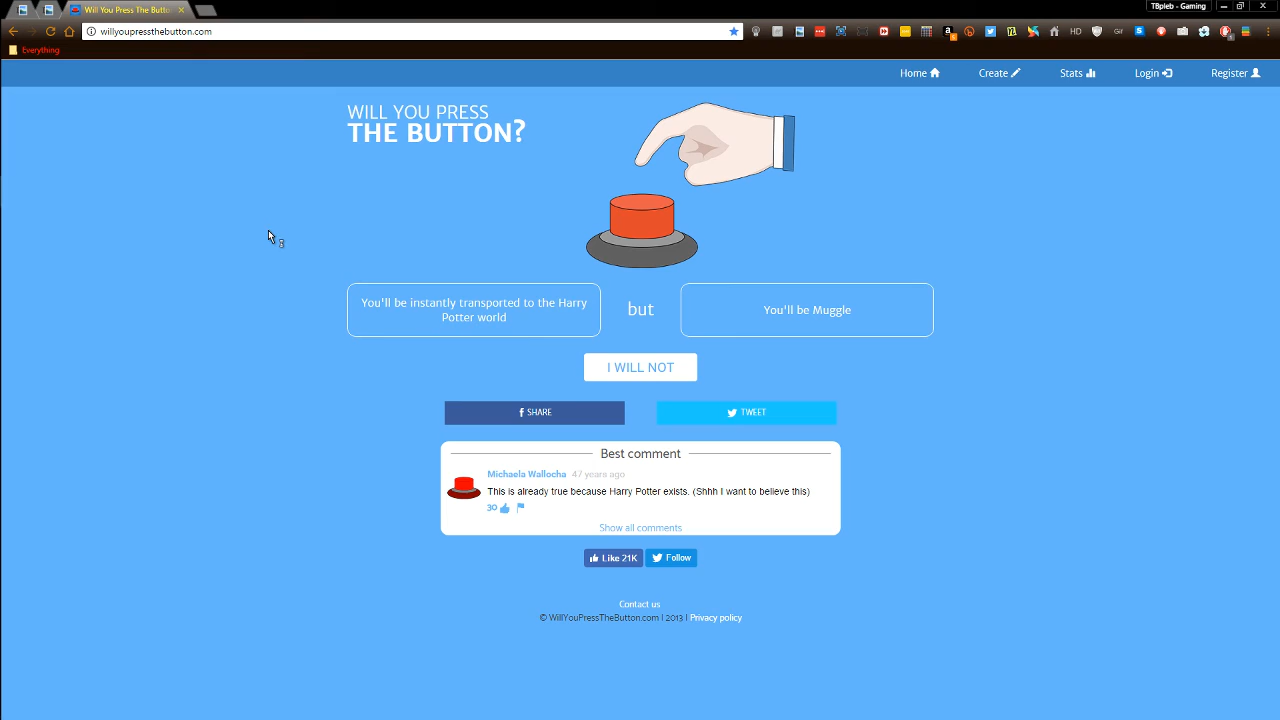 Will You Press The Butto
TBpleb - Gaming
willyoupressthebutton.com
Everything
Home
Create
Stats
Login
Register
WILL YOU PRESS
THE BUTTON?
You'll be instantly transported to the Harry
Potter world
but
You'll be Muggle
I WILL NOT
SHARE
TWEET
Best comment
Michaela Wallocha 47 years ago
This is already true because Harry Potter exists. (Shhh I want to believe this)
30
Show all comments
Like 21K
Follow
Contact us
© WillYouPressTheButton.com | 2013 | Privacy policy